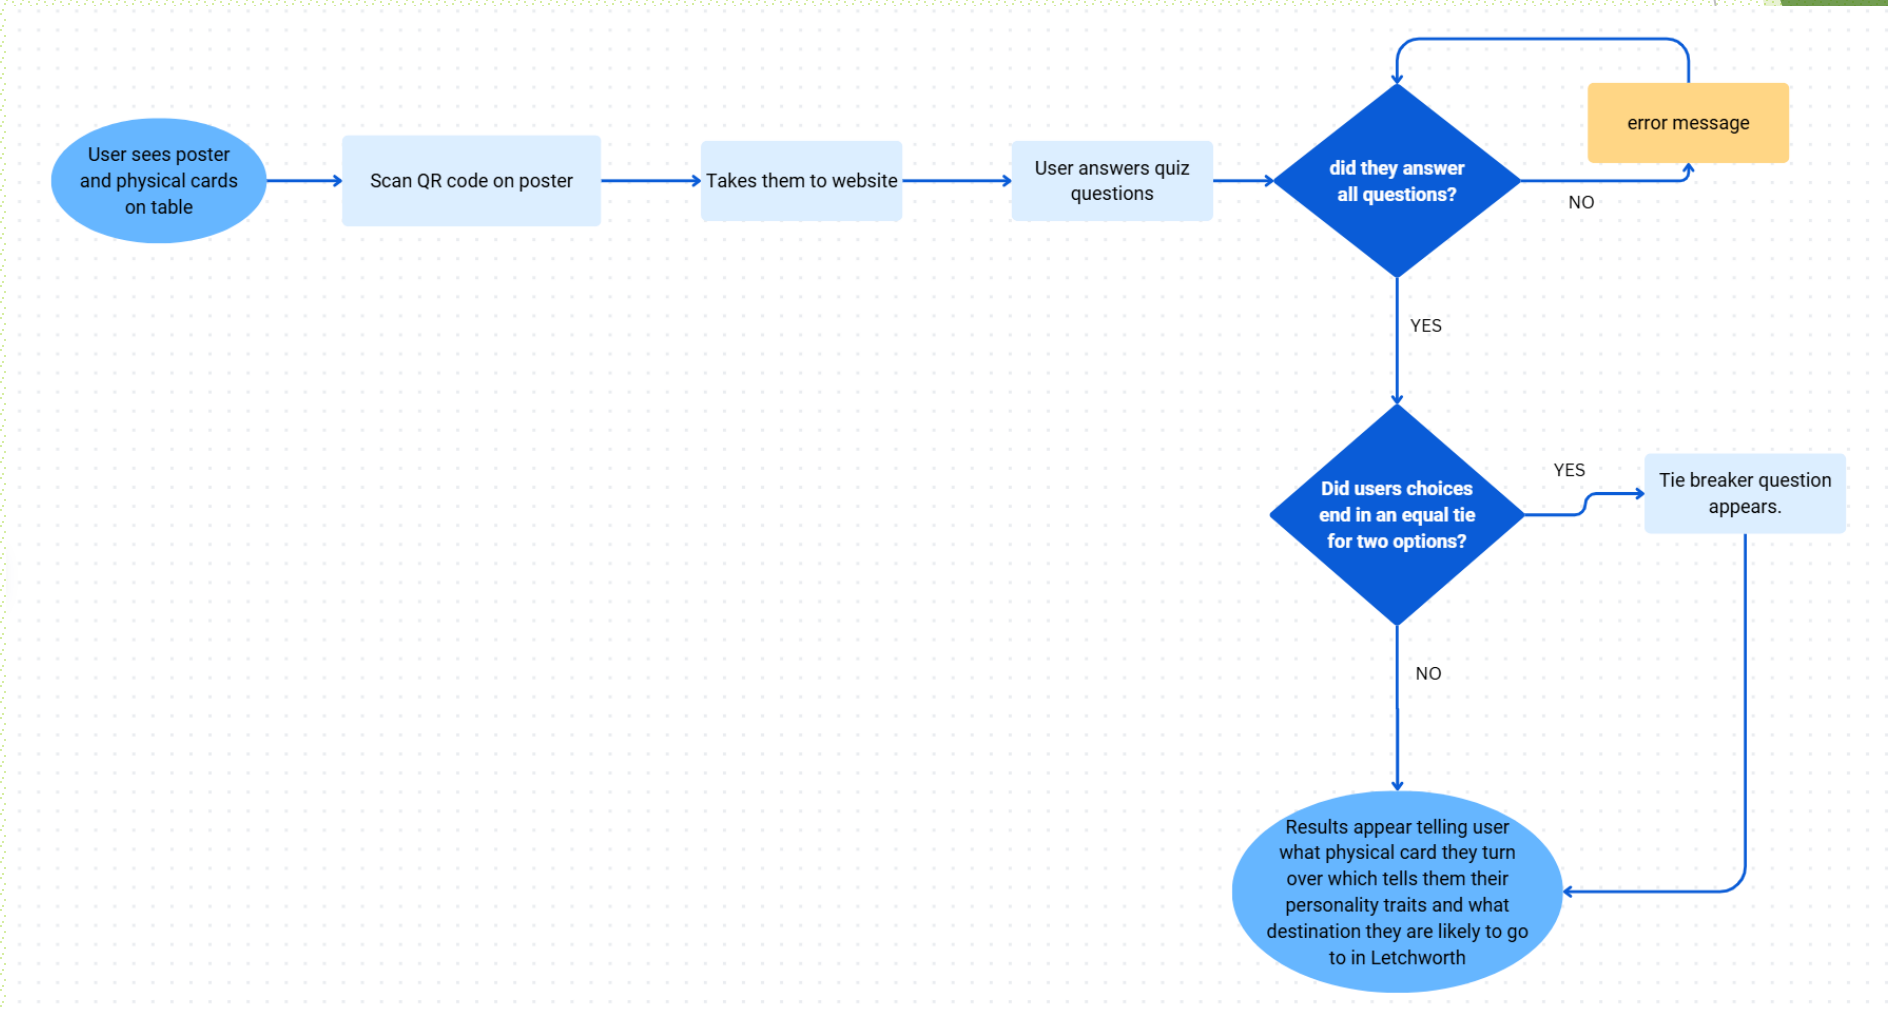 User sees poster
and physical cards
on table
Scan QR code on poster
Takes them to website
User answers quiz
questions
did they answer
all questions?
NO
error message
YES
Did users choices
end in an equal tie
for two options?
YES
Tie breaker question
appears.
NO
Results appear telling user
what physical card they turn
over which tells them their
personality traits and what
destination they are likely to go
to in Letchworth